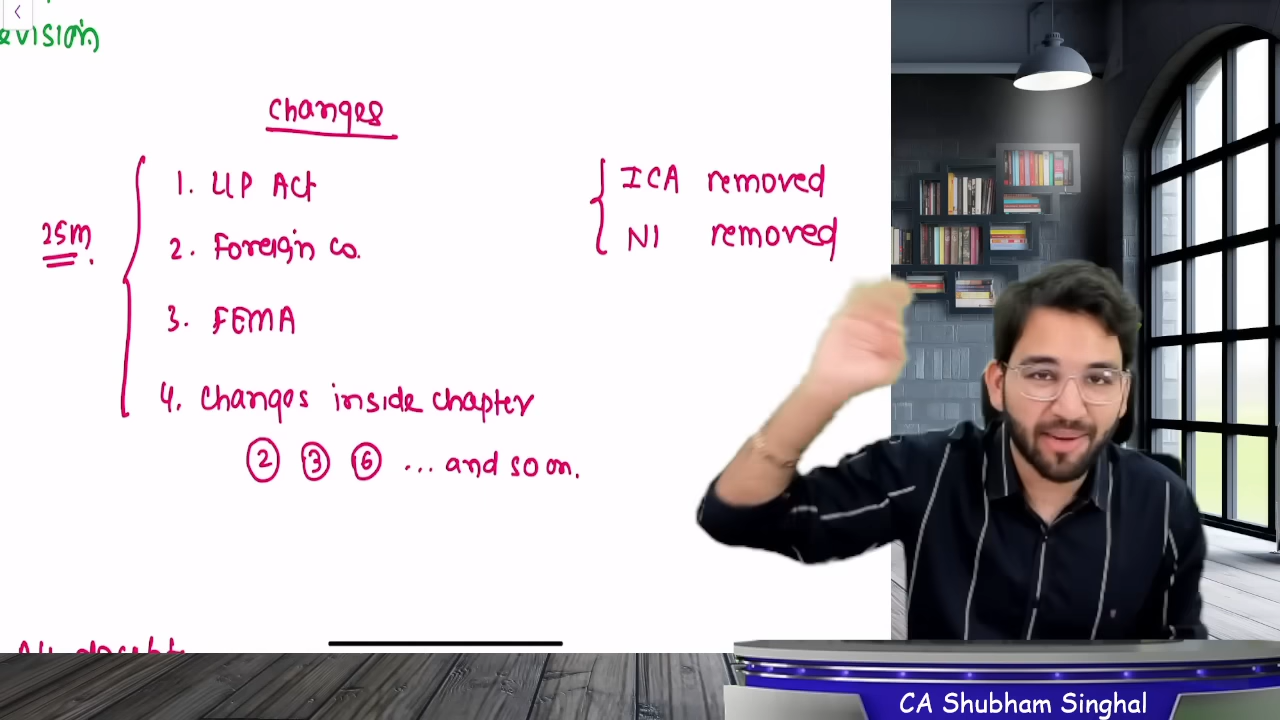 Changes
1. LLP Act
ICA removed
25m.
2. Foreign co.
NI removed
3. FEMA
4. Changes inside chapter
2 3 6 ... and so on.
CA Shubham Singhal